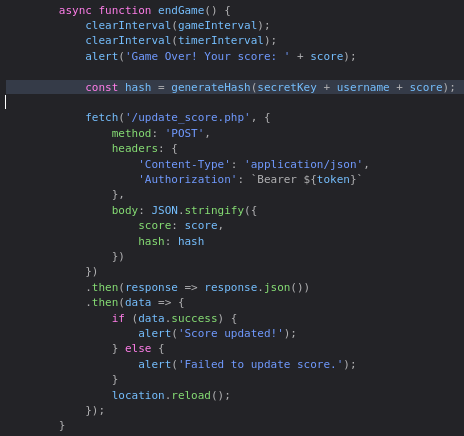 async function endGame() {
clearInterval(gameInterval);
clearInterval(timerInterval);
alert('Game Over! Your score: ' + score);
const hash = generateHash(secretKey + username + score);
fetch('/update_score.php', {
method: 'POST',
headers: {
'Content-Type': 'application/json',
'Authorization': `Bearer ${token}`
},
body: JSON.stringify({
score: score,
hash: hash
})
})
.then(response => response.json())
.then(data => {
if (data.success) {
alert('Score updated!');
} else {
alert('Failed to update score.');
}
location.reload();
});
}